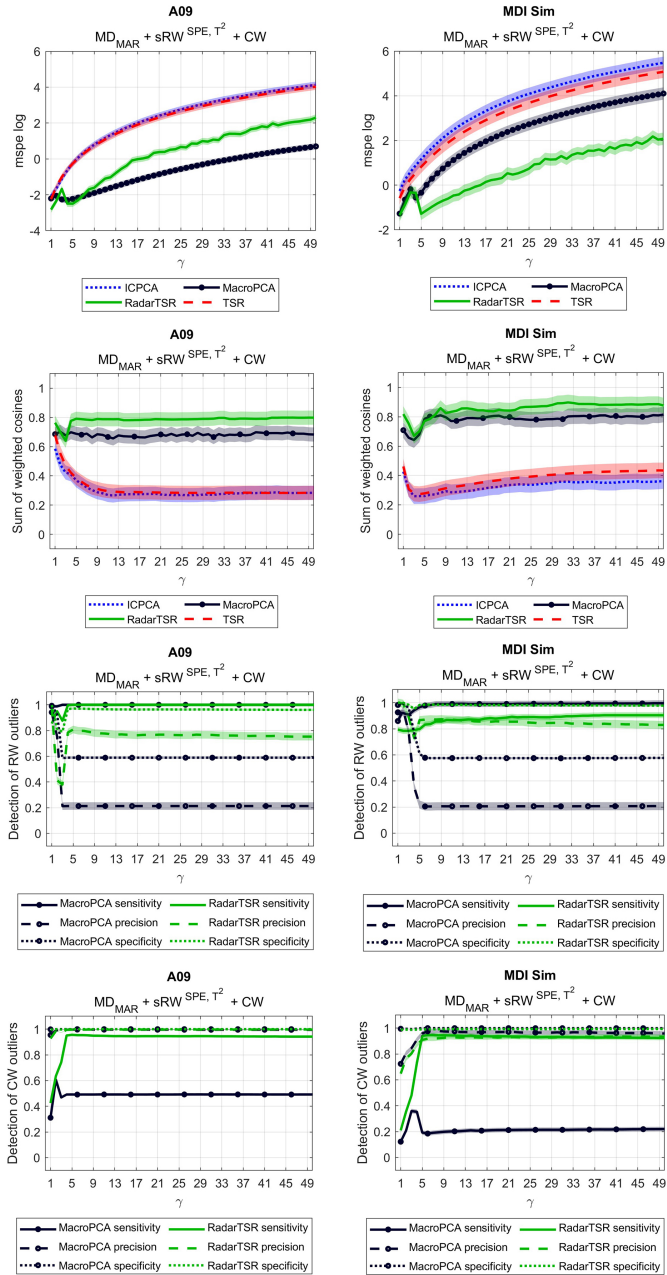 A09
MD_MAR + sRW^SPE, T² + CW
mspe log
6
4
2
0
-2
-4
1 5 9 13 17 21 25 29 33 37 41 45 49
γ
ICPCA MacroPCA
RadarTSR TSR
MDI Sim
MD_MAR + sRW^SPE, T² + CW
mspe log
6
4
2
0
-2
1 5 9 13 17 21 25 29 33 37 41 45 49
γ
ICPCA MacroPCA
RadarTSR TSR
A09
MD_MAR + sRW^SPE, T² + CW
Sum of weighted cosines
1
0.8
0.6
0.4
0.2
0
1 5 9 13 17 21 25 29 33 37 41 45 49
γ
ICPCA MacroPCA
RadarTSR TSR
MDI Sim
MD_MAR + sRW^SPE, T² + CW
Sum of weighted cosines
1
0.8
0.6
0.4
0.2
0
1 5 9 13 17 21 25 29 33 37 41 45 49
γ
ICPCA MacroPCA
RadarTSR TSR
A09
MD_MAR + sRW^SPE, T² + CW
Detection of RW outliers
1
0.8
0.6
0.4
0.2
0
1 5 9 13 17 21 25 29 33 37 41 45 49
γ
MacroPCA sensitivity RadarTSR sensitivity
MacroPCA precision RadarTSR precision
MacroPCA specificity RadarTSR specificity
MDI Sim
MD_MAR + sRW^SPE, T² + CW
Detection of RW outliers
1
0.8
0.6
0.4
0.2
0
1 5 9 13 17 21 25 29 33 37 41 45 49
γ
MacroPCA sensitivity RadarTSR sensitivity
MacroPCA precision RadarTSR precision
MacroPCA specificity RadarTSR specificity
A09
MD_MAR + sRW^SPE, T² + CW
Detection of CW outliers
1
0.8
0.6
0.4
0.2
0
1 5 9 13 17 21 25 29 33 37 41 45 49
γ
MacroPCA sensitivity RadarTSR sensitivity
MacroPCA precision RadarTSR precision
MacroPCA specificity RadarTSR specificity
MDI Sim
MD_MAR + sRW^SPE, T² + CW
Detection of CW outliers
1
0.8
0.6
0.4
0.2
0
1 5 9 13 17 21 25 29 33 37 41 45 49
γ
MacroPCA sensitivity RadarTSR sensitivity
MacroPCA precision RadarTSR precision
MacroPCA specificity RadarTSR specificity